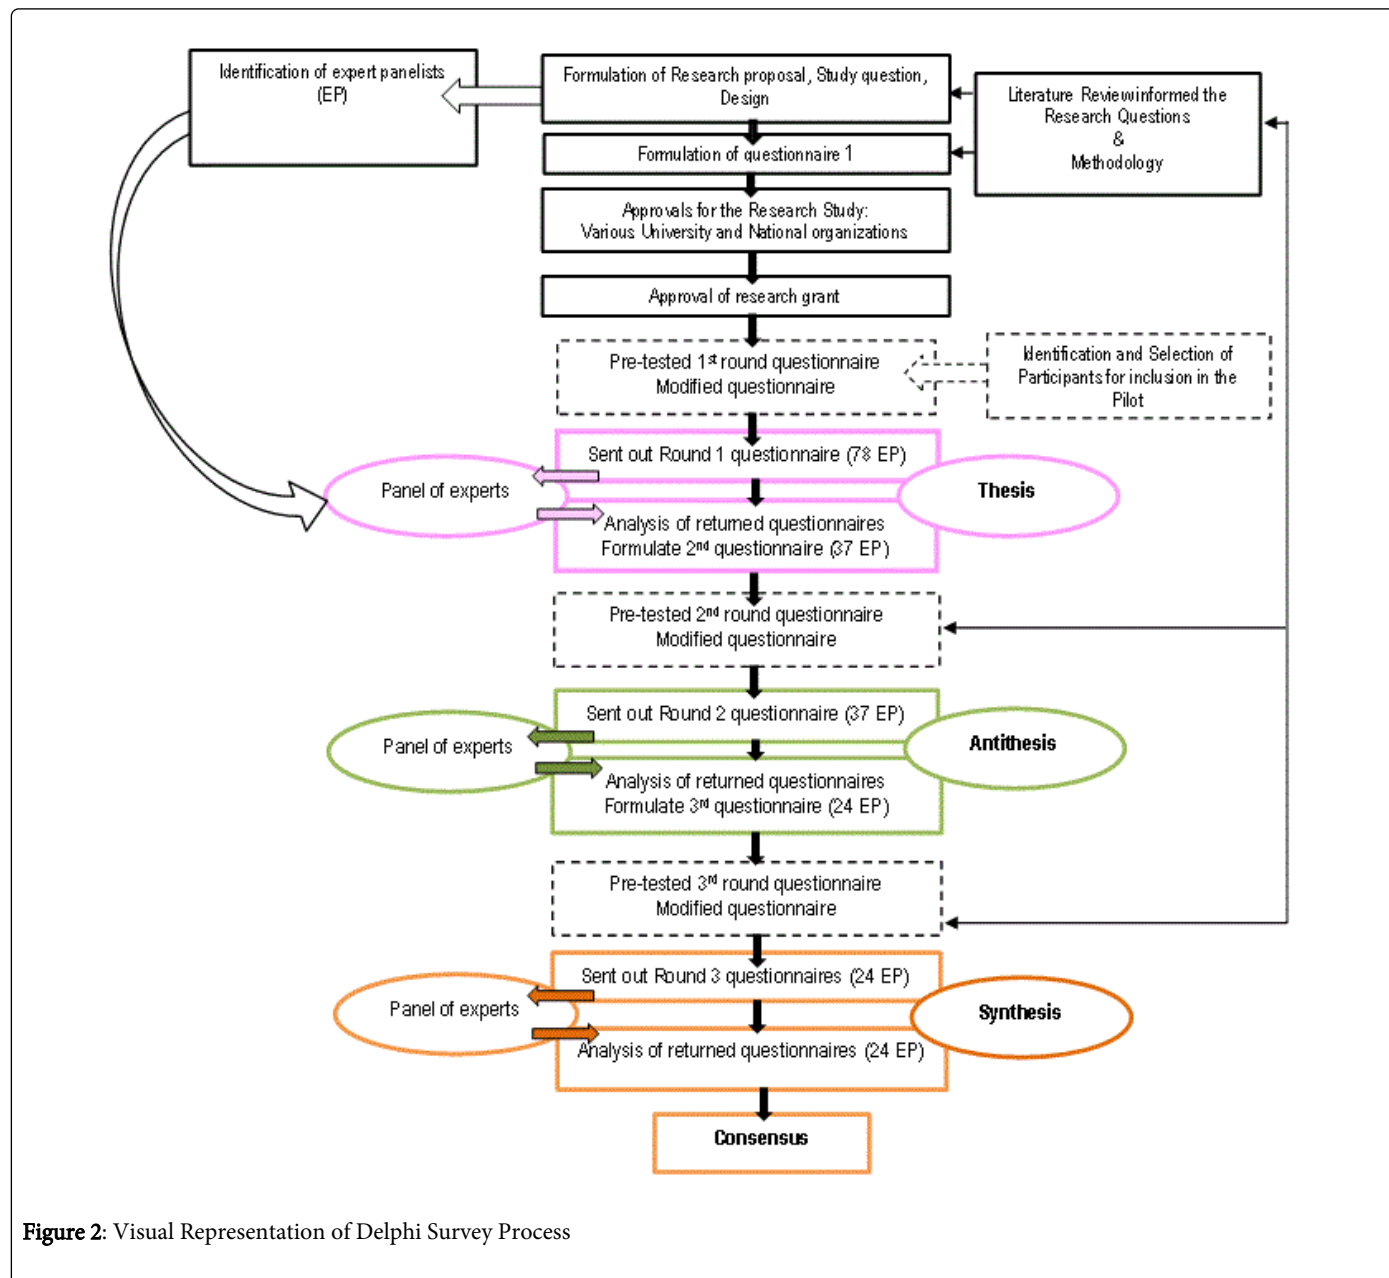 Identification of expert panelists
(EP)
Formulation of Research proposal, Study question,
Design
Literature Reviewinformed the
Research Questions
&
Methodology
Formulation of questionnaire 1
Approvals for the Research Study:
Various University and National organizations
Approval of research grant
Pre-tested 1st round questionnaire
Modified questionnaire
Identification and Selection of
Participants for inclusion in the
Pilot
Sent out Round 1 questionnaire (78 EP)
Panel of experts
Thesis
Analysis of returned questionnaires
Formulate 2nd questionnaire (37 EP)
Pre-tested 2nd round questionnaire
Modified questionnaire
Sent out Round 2 questionnaire (37 EP)
Panel of experts
Antithesis
Analysis of returned questionnaires
Formulate 3rd questionnaire (24 EP)
Pre-tested 3rd round questionnaire
Modified questionnaire
Sent out Round 3 questionnaires (24 EP)
Panel of experts
Synthesis
Analysis of returned questionnaires (24 EP)
Consensus
Figure 2: Visual Representation of Delphi Survey Process